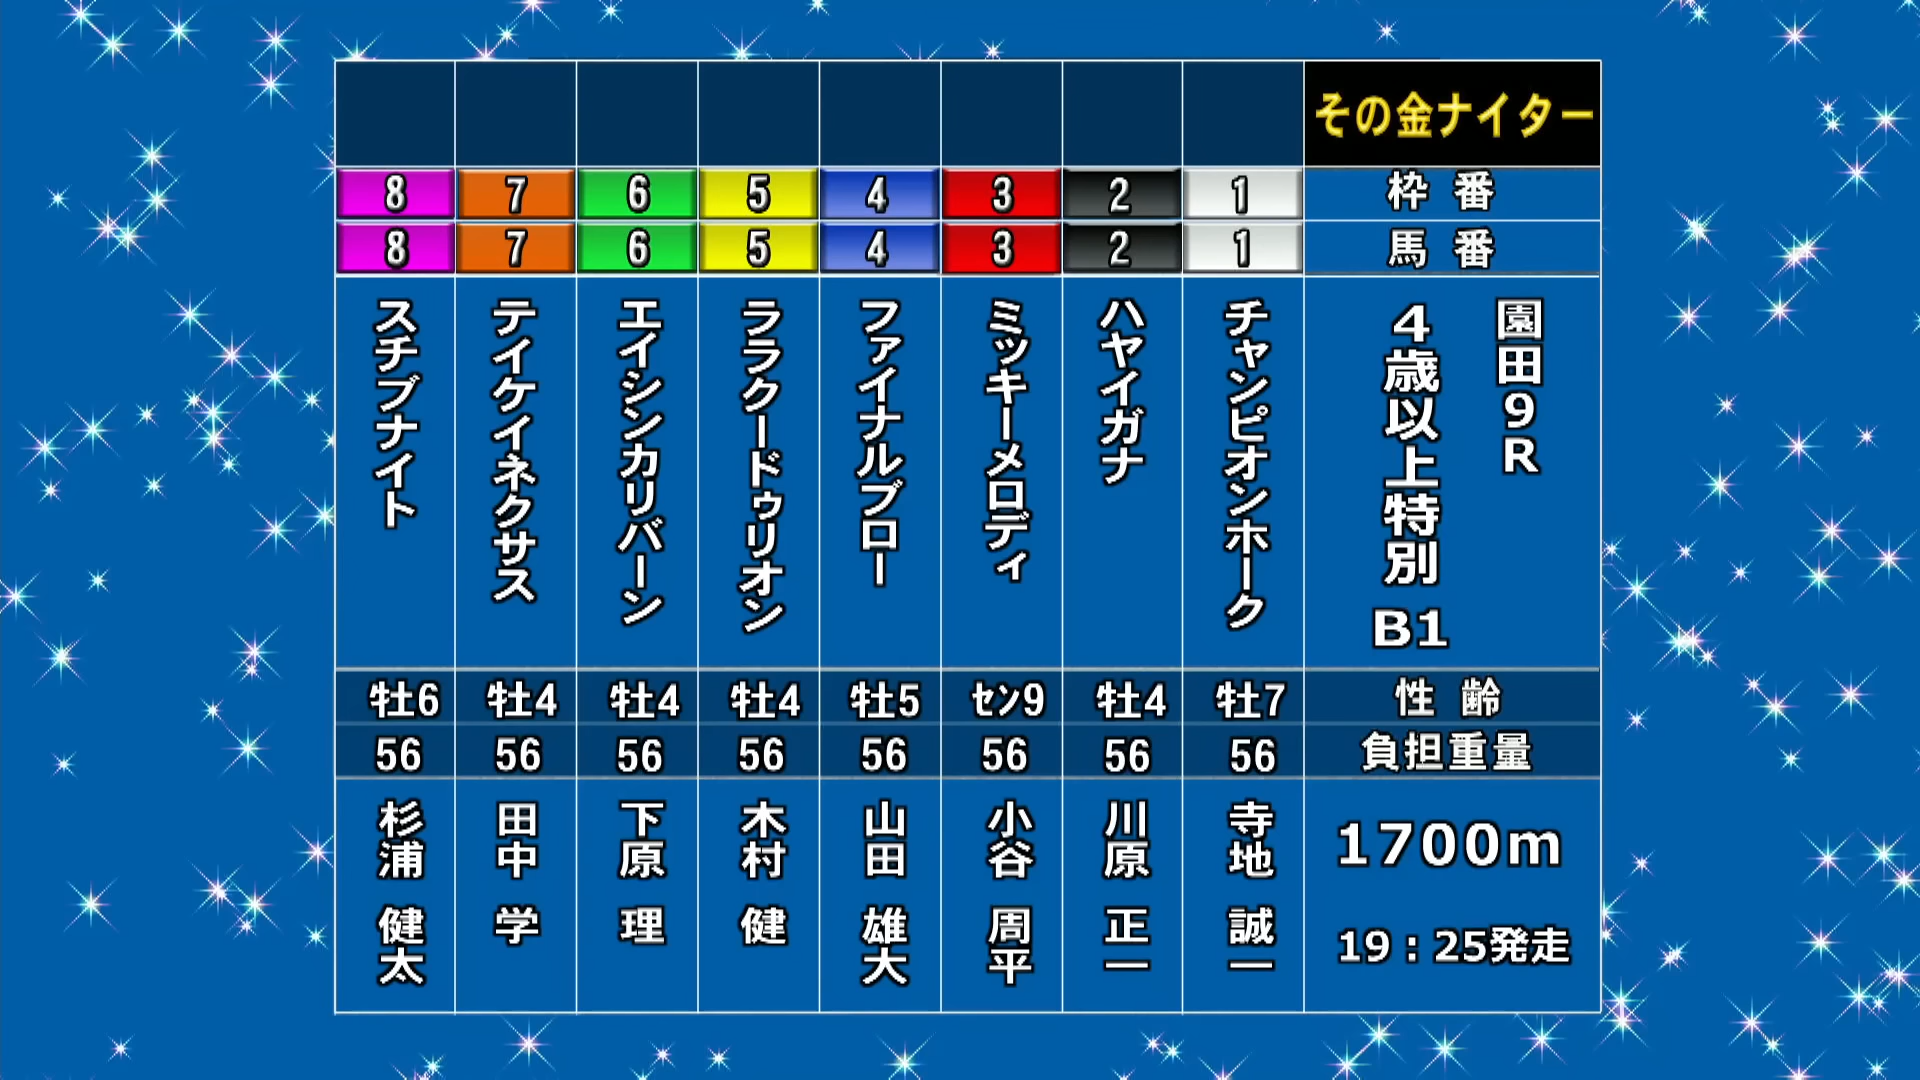 その金ナイター
枠番
馬番
園田9R
4歳以上特別 B1
性齢
負担重量
1700m
19:25発走
1
1
チャンピオンホーク
牡7
56
寺地 誠一
2
2
ハヤイガナ
牡4
56
川原 正一
3
3
ミッキーメロディ
セン9
56
小谷 周平
4
4
ファイナルブロー
牡5
56
山田 雄大
5
5
ララクードゥリオン
牡4
56
木村 健
6
6
エイシンカリバーン
牡4
56
下原 理
7
7
テイケイネクサス
牡4
56
田中 学
8
8
スチブナイト
牡6
56
杉浦 健太